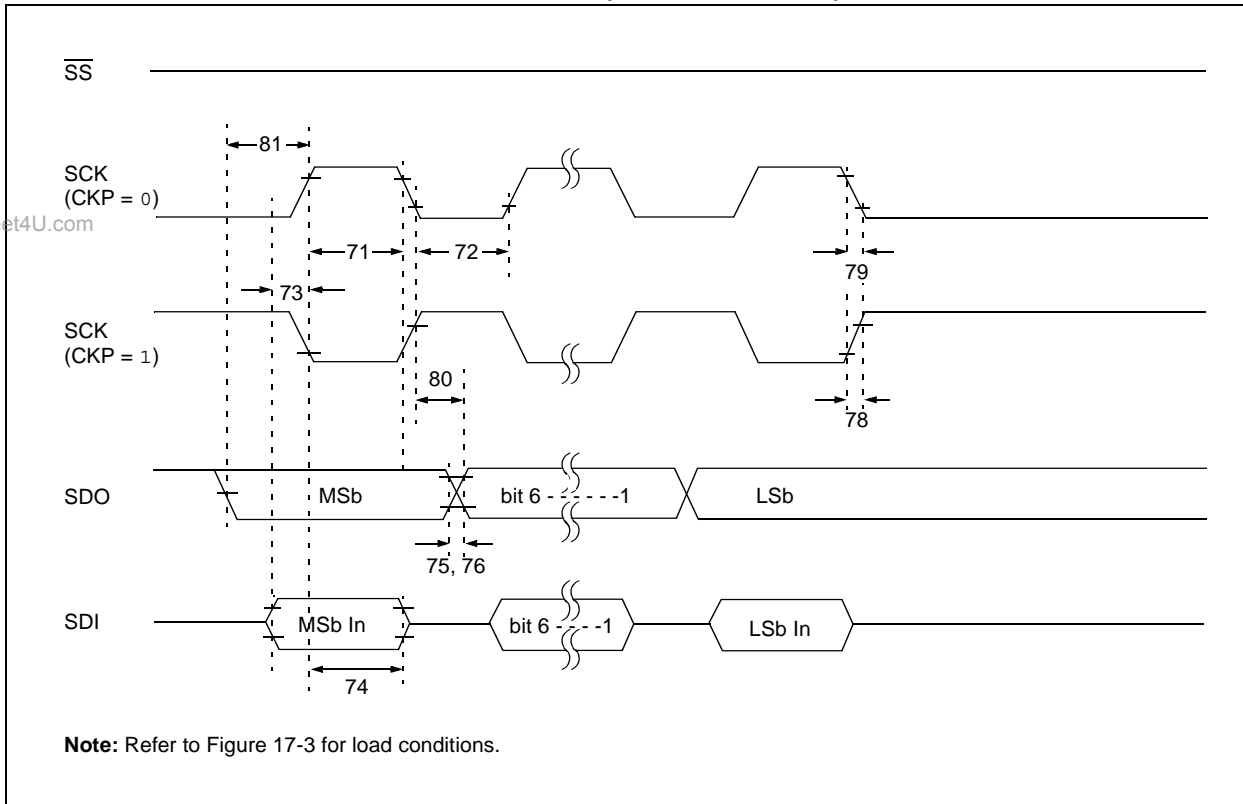 SS
81
SCK
(CKP = 0)
et4U.com
71
72
79
73
SCK
(CKP = 1)
80
78
SDO
MSb
bit 6 - - - - - -1
LSb
75, 76
SDI
MSb In
bit 6 - - - -1
LSb In
74
Note: Refer to Figure 17-3 for load conditions.